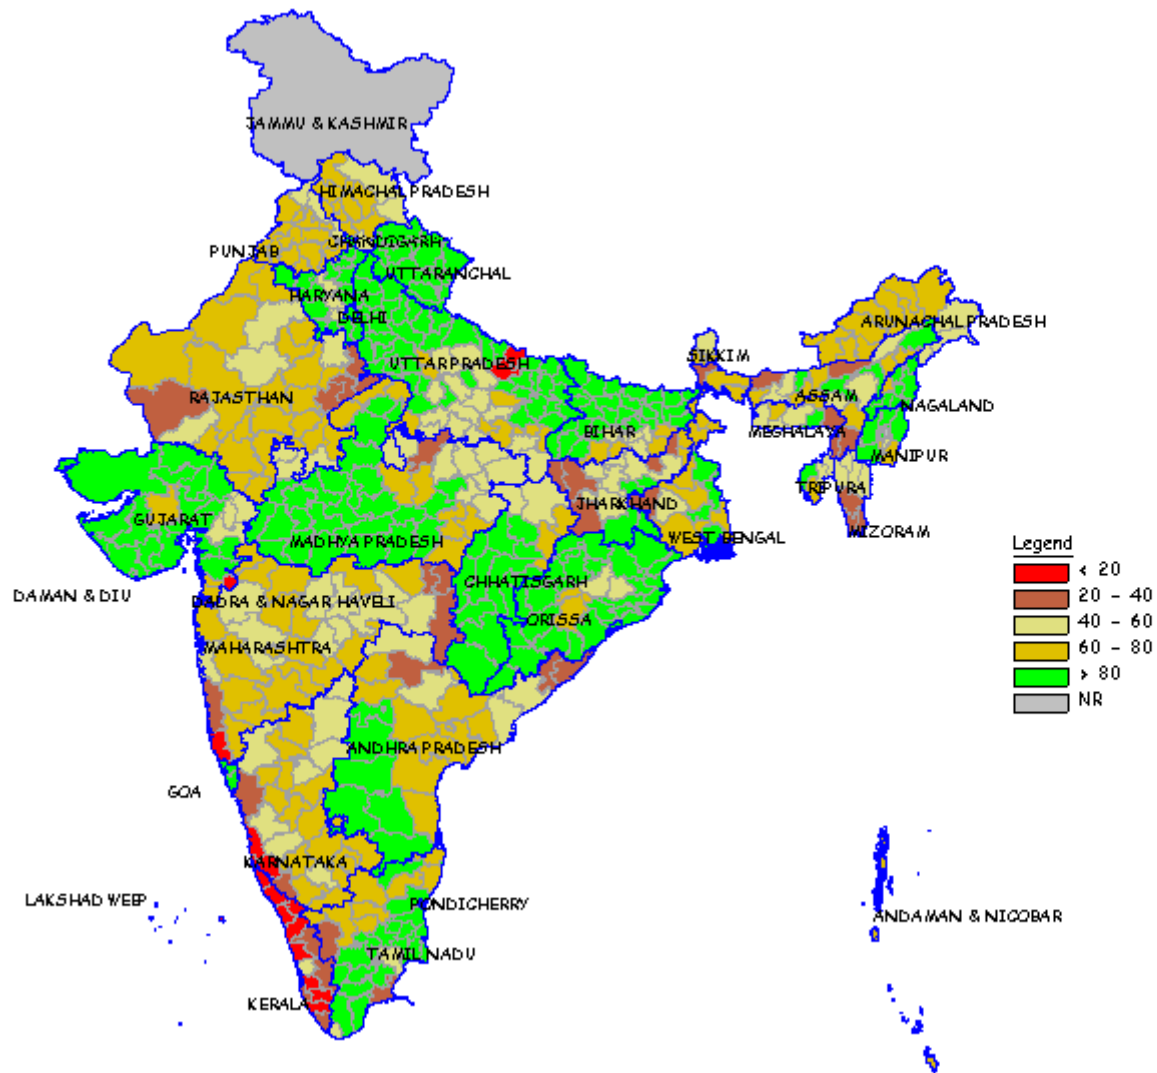 JAMMU & KASHMIR
HIMACHAL PRADESH
PUNJAB
CHANDIGARH
UTTARANCHAL
HARYANA
DELHI
ARUNACHAL PRADESH
SIKKIM
UTTAR PRADESH
RAJASTHAN
ASSAM
NAGALAND
BIHAR
MEGHALAYA
MANIPUR
TRIPURA
JHARKHAND
GUJARAT
MIZORAM
WEST BENGAL
MADHYA PRADESH
Legend
< 20
20 - 40
40 - 60
60 - 80
> 80
NR
CHHATISGARH
DAMAN & DIU
DADRA & NAGAR HAVELI
ORISSA
MAHARASHTRA
ANDHRA PRADESH
GOA
KARNATAKA
LAKSHADWEEP
PONDICHERRY
ANDAMAN & NICOBAR
TAMIL NADU
KERALA